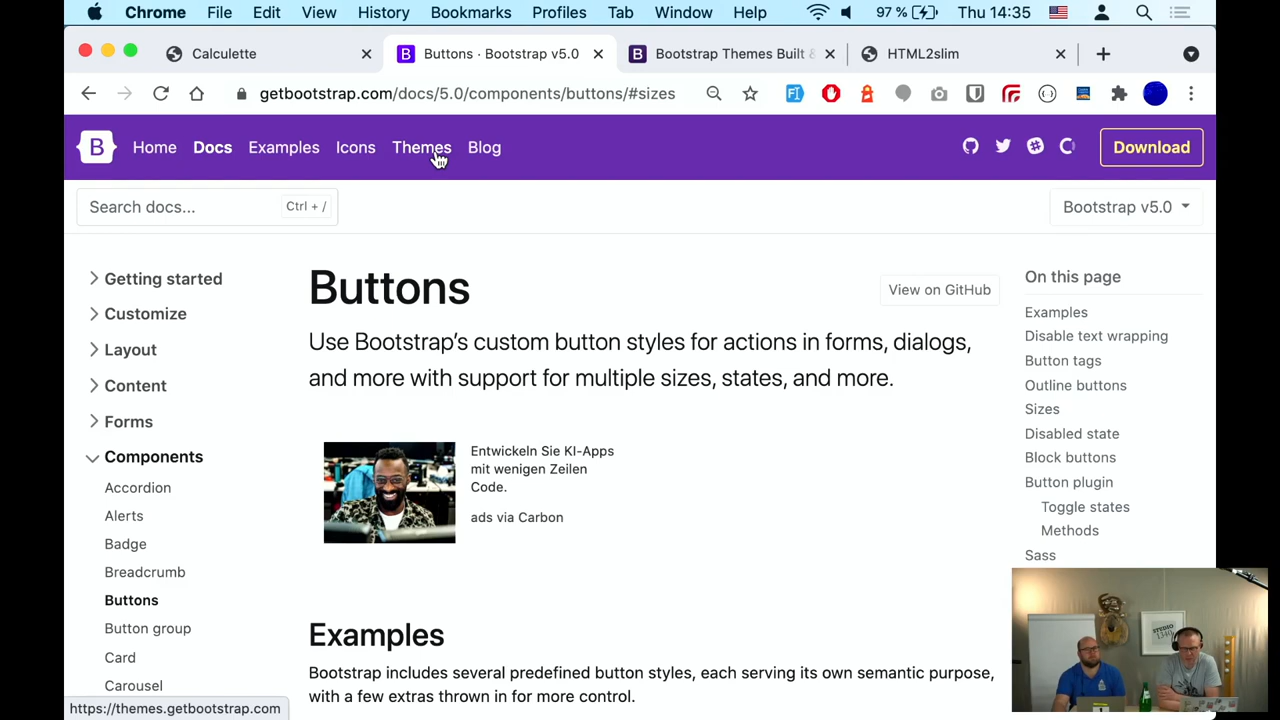 Chrome File Edit View History Bookmarks Profiles Tab Window Help 97 % Thu 14:35
Calculette
Buttons · Bootstrap v5.0
Bootstrap Themes Built &
HTML2slim
getbootstrap.com/docs/5.0/components/buttons/#sizes
B Home Docs Examples Icons Themes Blog Download
Search docs... Ctrl + /
Bootstrap v5.0
Getting started
Customize
Layout
Content
Forms
Components
Accordion
Alerts
Badge
Breadcrumb
Buttons
Button group
Card
Carousel
Buttons
View on GitHub
Use Bootstrap's custom button styles for actions in forms, dialogs,
and more with support for multiple sizes, states, and more.
Entwickeln Sie KI-Apps
mit wenigen Zeilen
Code.
ads via Carbon
Examples
Bootstrap includes several predefined button styles, each serving its own semantic purpose,
with a few extras thrown in for more control.
On this page
Examples
Disable text wrapping
Button tags
Outline buttons
Sizes
Disabled state
Block buttons
Button plugin
Toggle states
Methods
Sass
STUDIO
https://themes.getbootstrap.com